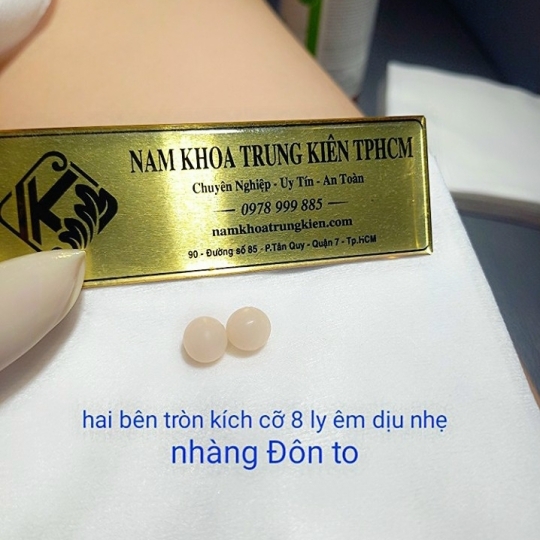 NAM KHOA TRUNG KIÊN TPHCM
Chuyên Nghiệp - Uy Tín - An Toàn
0978 999 885
namkhoatrungkien.com
90 - Đường số 85 - P.Tân Quy - Quận 7 - Tp.HCM
hai bên tròn kích cỡ 8 ly êm dịu nhẹ
nhàng Đôn to